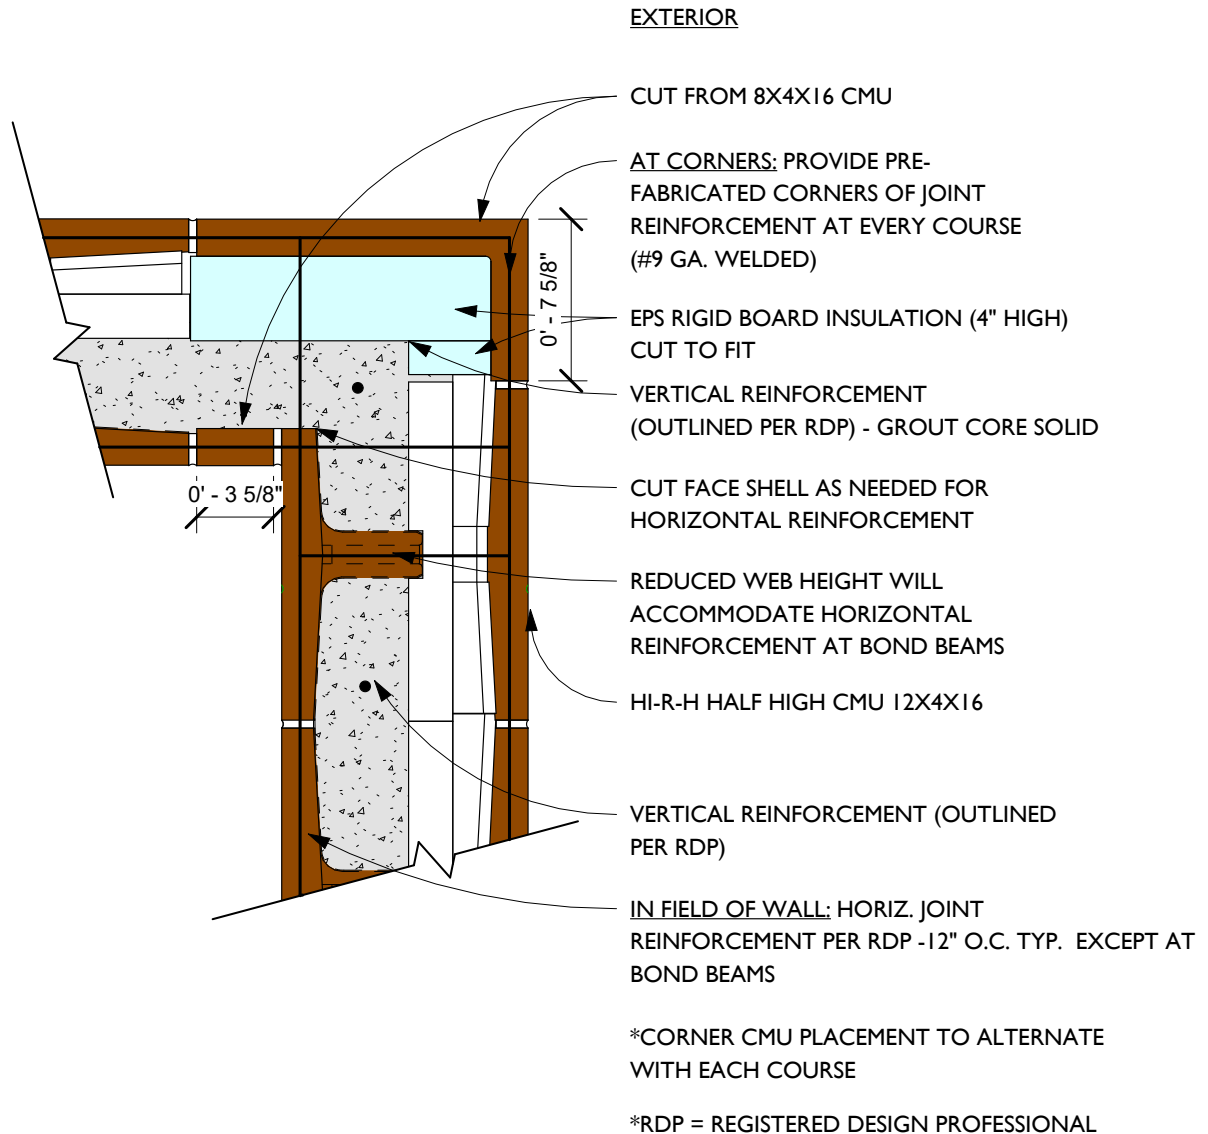 EXTERIOR
CUT FROM 8X4X16 CMU
AT CORNERS: PROVIDE PRE-
FABRICATED CORNERS OF JOINT
REINFORCEMENT AT EVERY COURSE
(#9 GA. WELDED)
0' - 7 5/8"
EPS RIGID BOARD INSULATION (4" HIGH)
CUT TO FIT
VERTICAL REINFORCEMENT
(OUTLINED PER RDP) - GROUT CORE SOLID
0' - 3 5/8"
CUT FACE SHELL AS NEEDED FOR
HORIZONTAL REINFORCEMENT
REDUCED WEB HEIGHT WILL
ACCOMMODATE HORIZONTAL
REINFORCEMENT AT BOND BEAMS
HI-R-H HALF HIGH CMU 12X4X16
VERTICAL REINFORCEMENT (OUTLINED
PER RDP)
IN FIELD OF WALL: HORIZ. JOINT
REINFORCEMENT PER RDP -12" O.C. TYP.  EXCEPT AT
BOND BEAMS
*CORNER CMU PLACEMENT TO ALTERNATE
WITH EACH COURSE
*RDP = REGISTERED DESIGN PROFESSIONAL